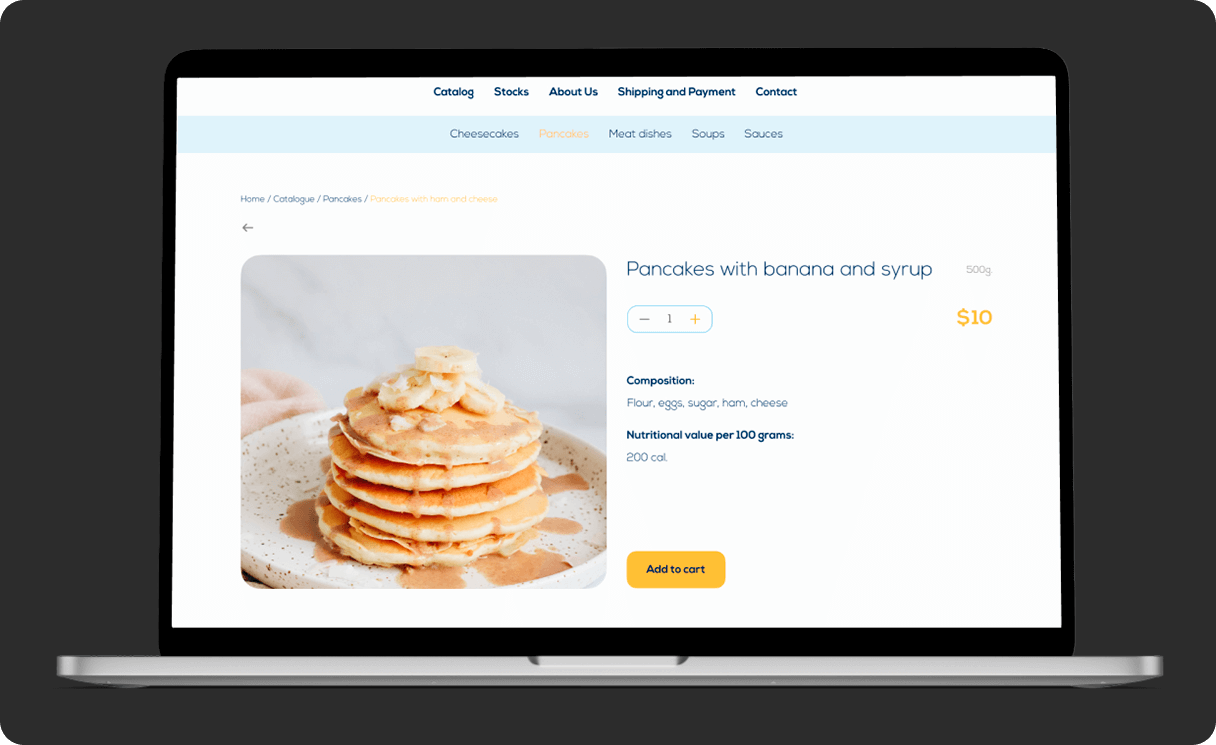 Catalog Stocks About Us Shipping and Payment Contact
Cheesecakes Pancakes Meat dishes Soups Sauces
Home / Catalogue / Pancakes / Pancakes with ham and cheese
Pancakes with banana and syrup 500g.
1 $10
Composition:
Flour, eggs, sugar, ham, cheese
Nutritional value per 100 grams:
200 cal.
Add to cart